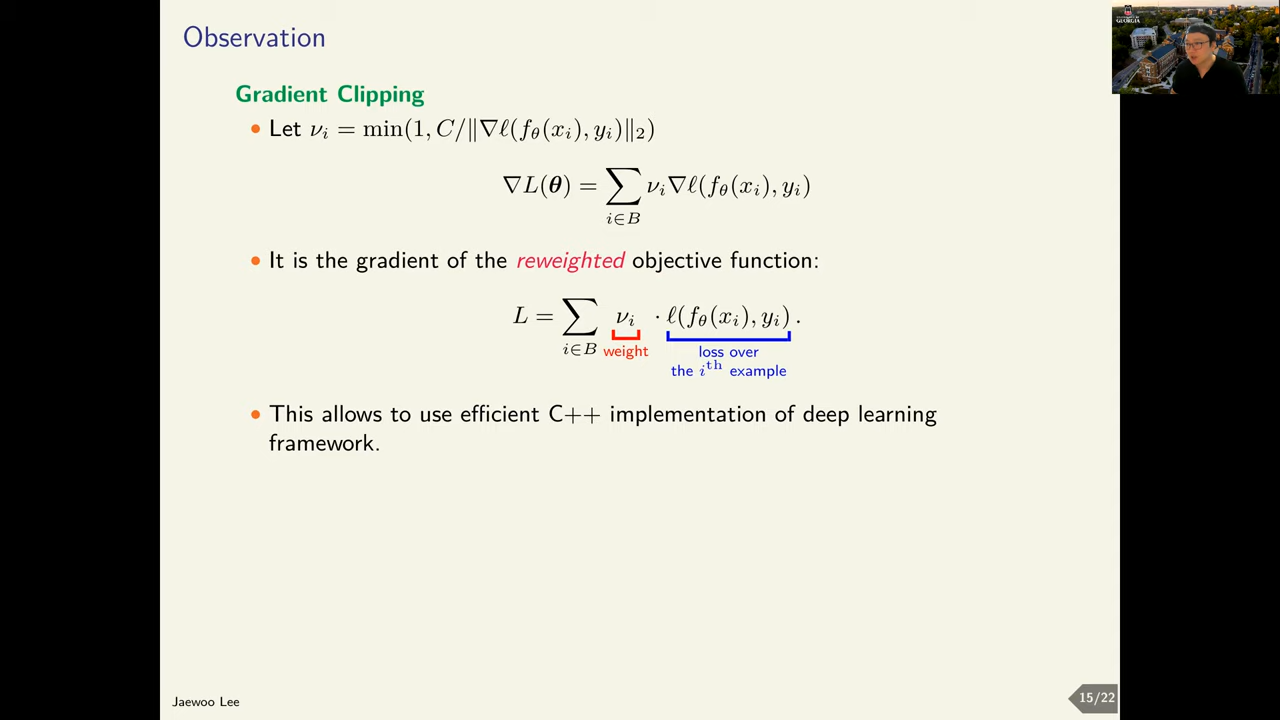 Observation
Gradient Clipping
• Let νᵢ = min(1, C/‖∇ℓ(f_θ(xᵢ), yᵢ)‖₂)
∇L(θ) = ∑_{i∈B} νᵢ∇ℓ(f_θ(xᵢ), yᵢ)
• It is the gradient of the reweighted objective function:
L = ∑_{i∈B} νᵢ · ℓ(f_θ(xᵢ), yᵢ).
weight
loss over
the i^th example
• This allows to use efficient C++ implementation of deep learning
framework.
Jaewoo Lee
15/22
GEORGIA